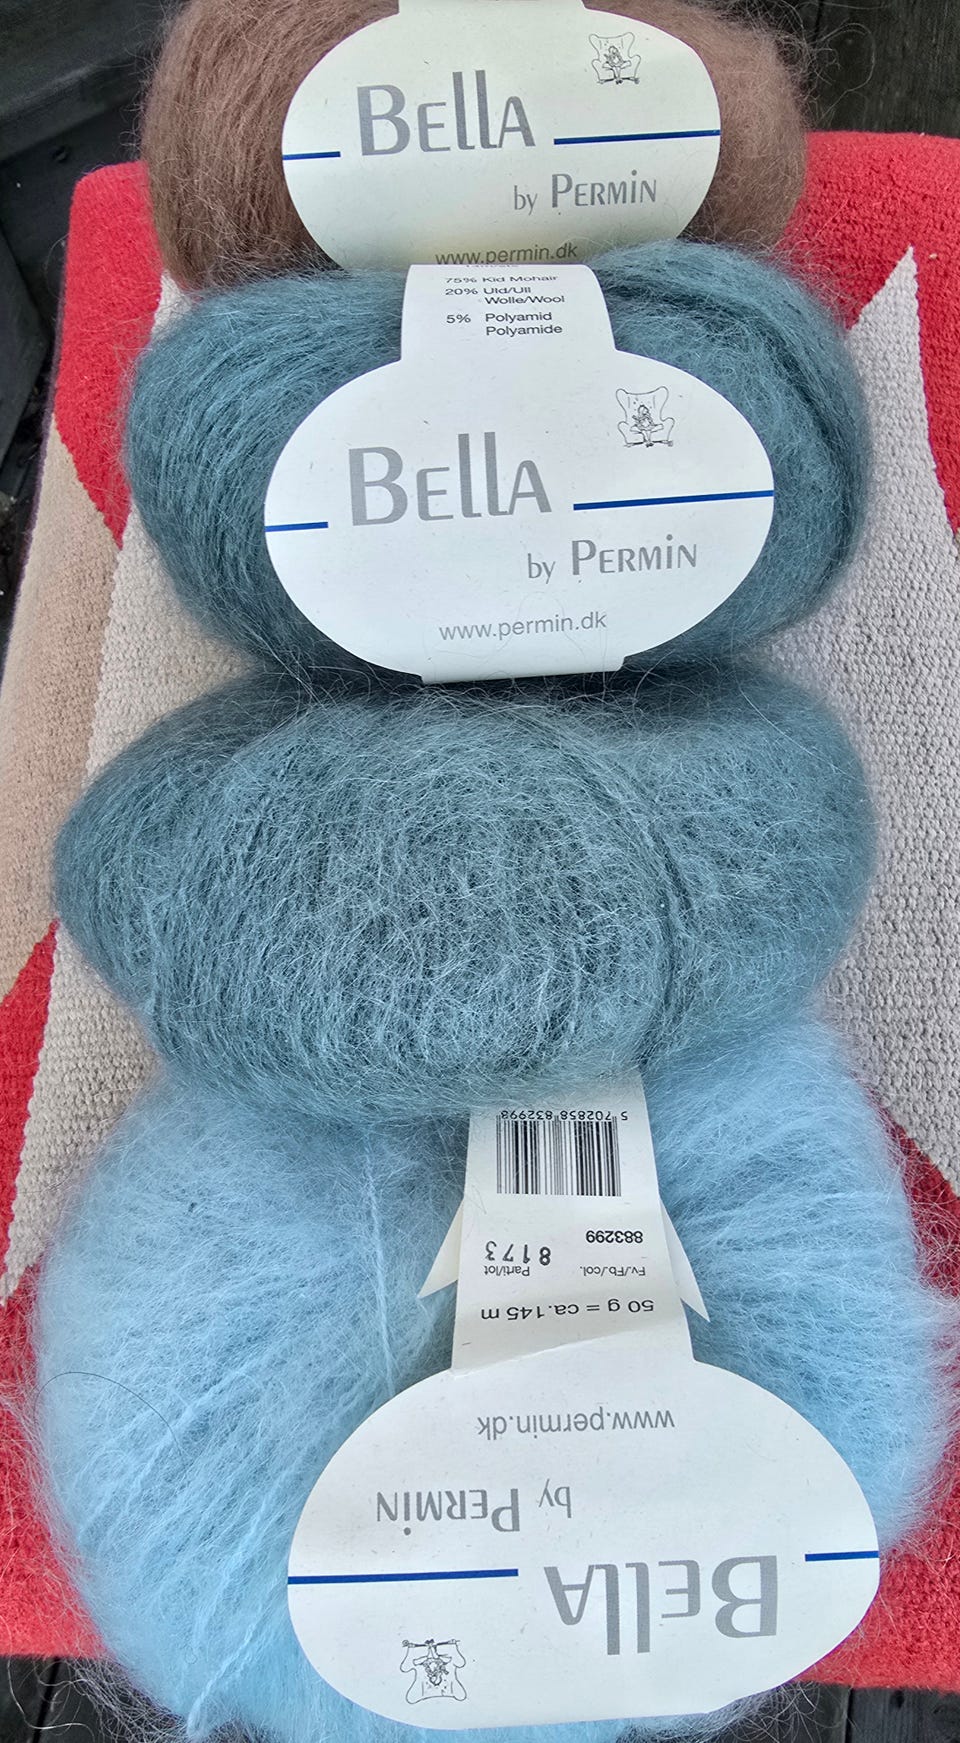 Bella
by Permin
www.permin.dk
75% Kid Mohair
20% Uld/Ull
Wolle/Wool
5% Polyamid
Polyamide
Bella
by Permin
www.permin.dk
Bella
by Permin
www.permin.dk
50 g = ca.145 m
Fv./Fb./col. Parti/lot
883299 8173
5 702858 832998